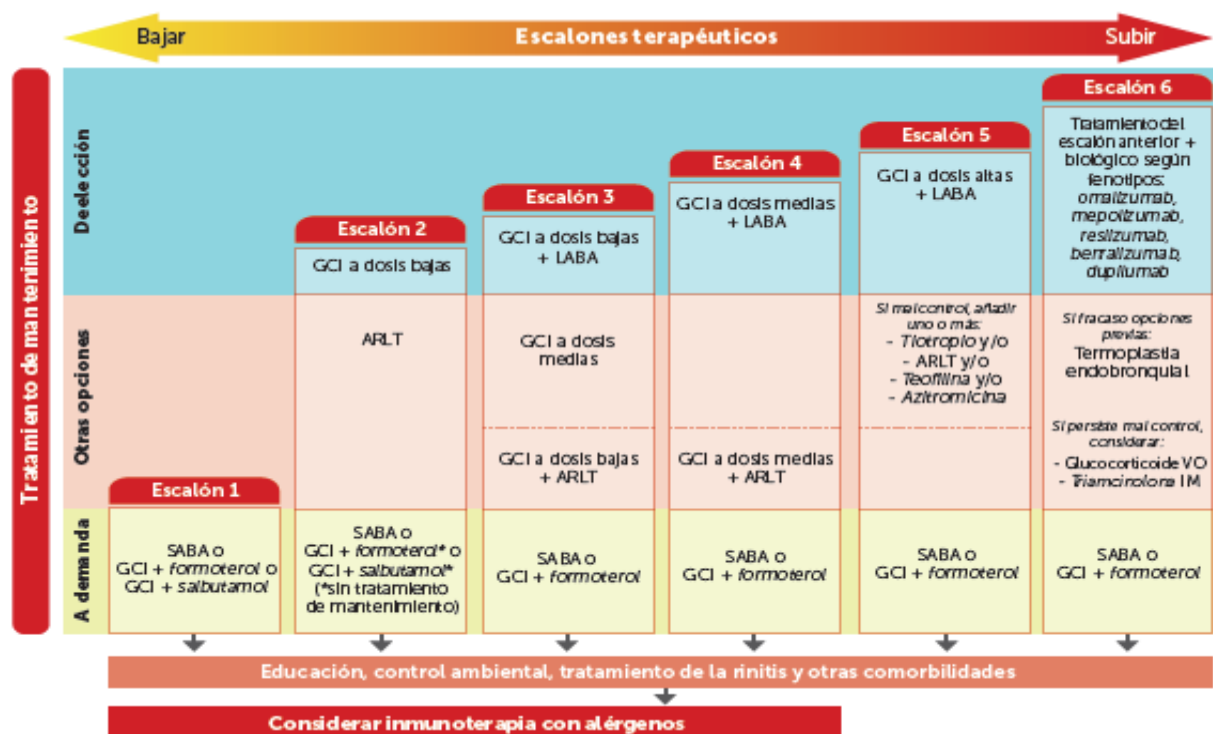 Bajar
Escalones terapéuticos
Subir
Tratamiento de mantenimiento
De elección
Otras opciones
A demanda
Escalón 1
SABA o
GCI + formoterol o
GCI + salbutamol
Escalón 2
GCI a dosis bajas
ARLT
SABA o
GCI + formoterol* o
GCI + salbutamol*
(*sin tratamiento
de mantenimiento)
Escalón 3
GCI a dosis bajas
+ LABA
GCI a dosis
medias
GCI a dosis bajas
+ ARLT
SABA o
GCI + formoterol
Escalón 4
GCI a dosis medias
+ LABA
GCI a dosis medias
+ ARLT
SABA o
GCI + formoterol
Escalón 5
GCI a dosis altas
+ LABA
Si mal control, añadir
uno o más:
- Tiotropio y/o
- ARLT y/o
- Teofilina y/o
- Azitromicina
SABA o
GCI + formoterol
Escalón 6
Tratamiento del
escalón anterior +
biológico según
fenotipos:
omalizumab,
mepolizumab,
reslizumab,
benralizumab,
dupilumab
Si fracaso opciones
previas:
Termoplastia
endobronquial
Si persiste mal control,
considerar:
- Glucocorticoide VO
- Triamcinolona IM
SABA o
GCI + formoterol
Educación, control ambiental, tratamiento de la rinitis y otras comorbilidades
Considerar inmunoterapia con alérgenos